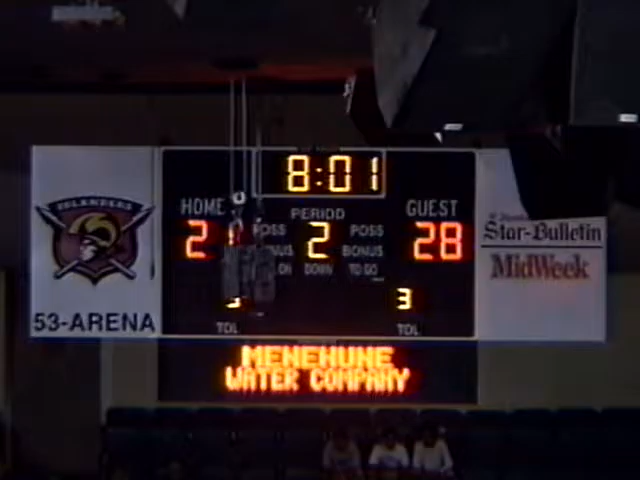 8:01
HOME PERIOD GUEST
2 POSS 2 POSS 28
BONUS BONUS
DOWN TO GO
3 3
TOL TOL
ISLANDERS
53-ARENA
Star-Bulletin
MidWeek
MENEHUNE
WATER COMPANY